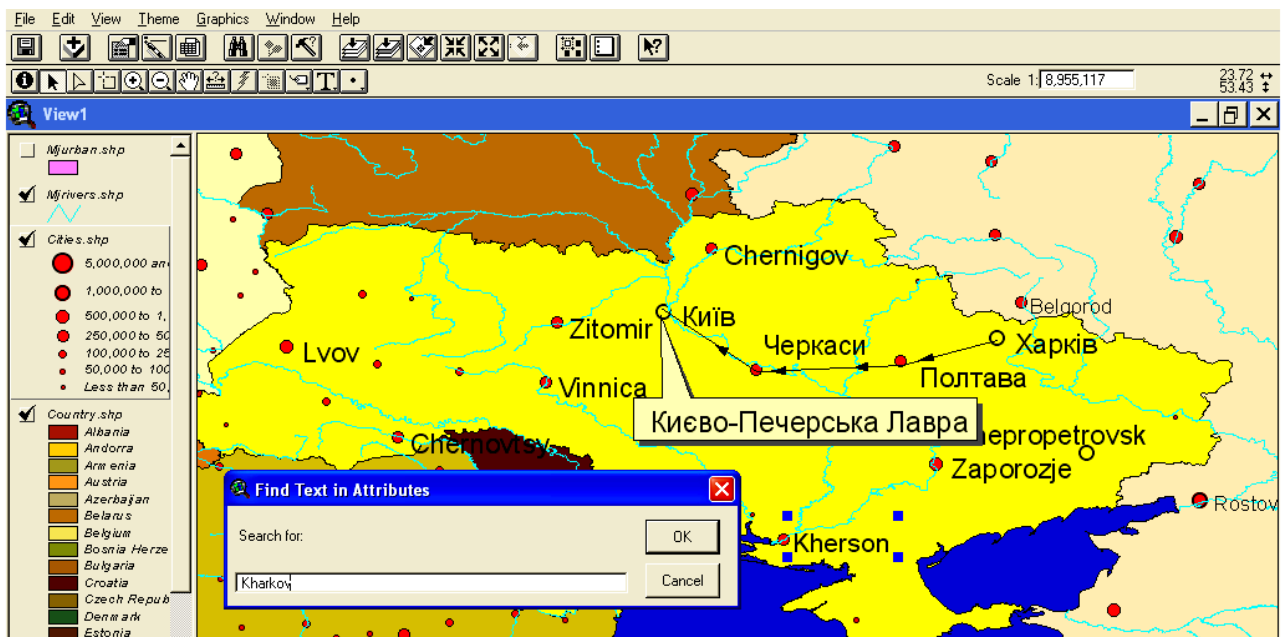 File Edit View Theme Graphics Window Help
Scale 1: 8,955,117
23.72
53.43
View1
Mjurban.shp
Mjrivers.shp
Cities.shp
5,000,000 an
1,000,000 to
500,000 to 1,
250,000 to 50
100,000 to 25
50,000 to 100
Less than 50,
Country.shp
Albania
Andorra
Armenia
Austria
Azerbaijan
Belarus
Belgium
Bosnia Herze
Bulgaria
Croatia
Czech Repub
Denmark
Estonia
Chernigov
Belgorod
Zitomir
Київ
Lvov
Черкаси
Харків
Полтава
Vinnica
Києво-Печерська Лавра
Chernovtsy
nepropetrovsk
Zaporozje
Rostov
Kherson
Find Text in Attributes
Search for:
OK
Kharkov
Cancel